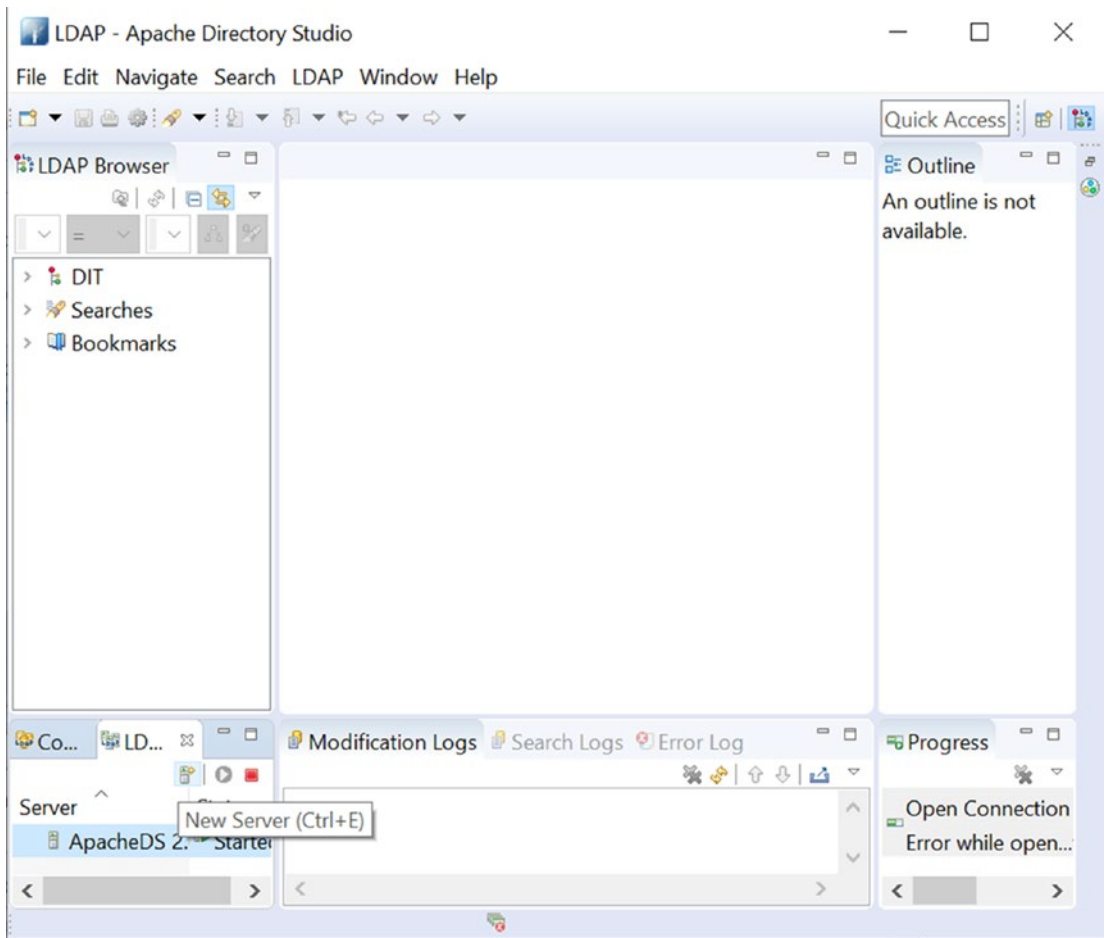 LDAP - Apache Directory Studio
File Edit Navigate Search LDAP Window Help
Quick Access
LDAP Browser
Outline
An outline is not
available.
=
DIT
Searches
Bookmarks
Co...
LD...
Modification Logs
Search Logs
Error Log
Progress
Server
New Server (Ctrl+E)
ApacheDS 2.
Open Connection
Error while open...